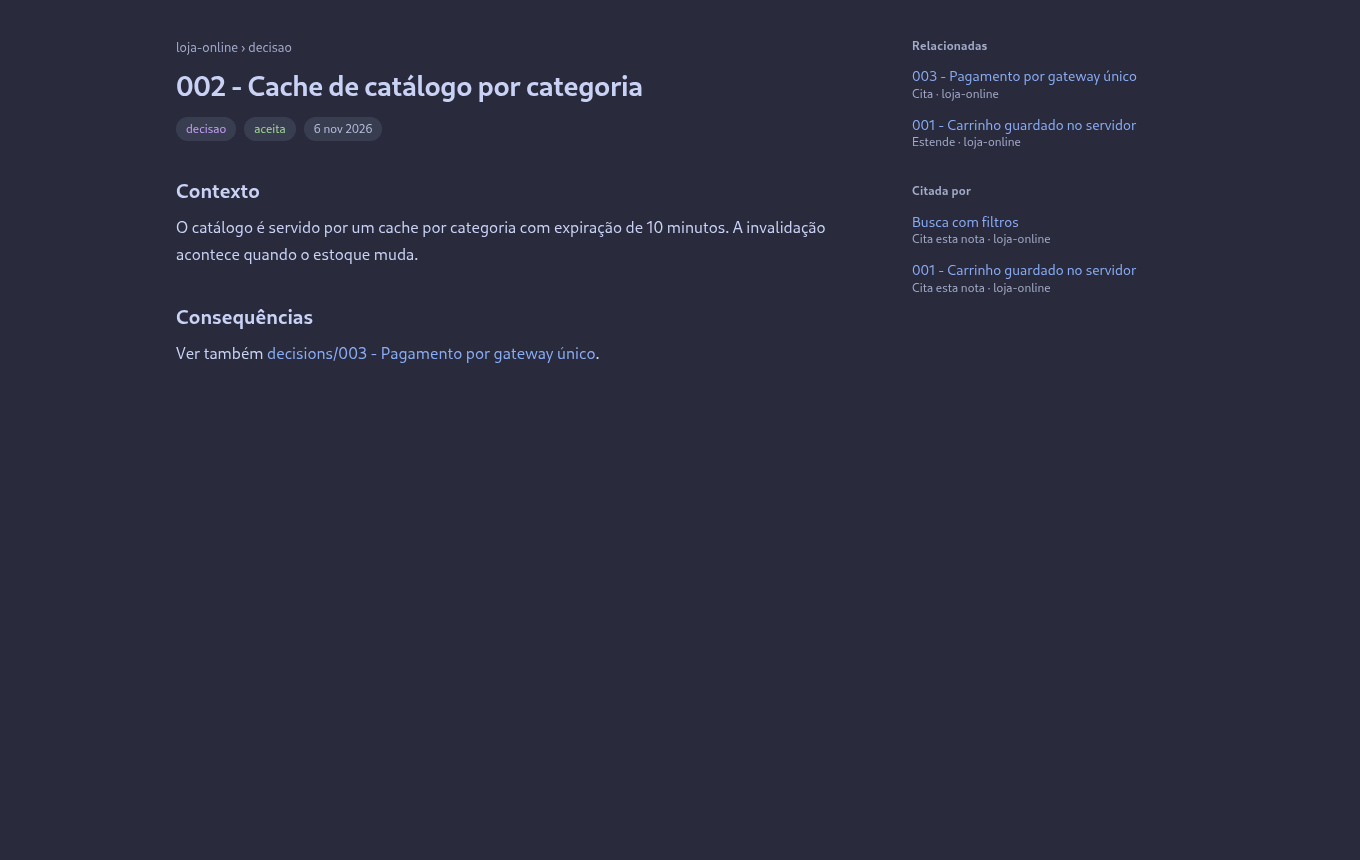 loja-online › decisao
002 - Cache de catálogo por categoria
decisao aceita 6 nov 2026
Contexto
O catálogo é servido por um cache por categoria com expiração de 10 minutos. A invalidação
acontece quando o estoque muda.
Consequências
Ver também decisions/003 - Pagamento por gateway único.
Relacionadas
003 - Pagamento por gateway único
Cita · loja-online
001 - Carrinho guardado no servidor
Estende · loja-online
Citada por
Busca com filtros
Cita esta nota · loja-online
001 - Carrinho guardado no servidor
Cita esta nota · loja-online